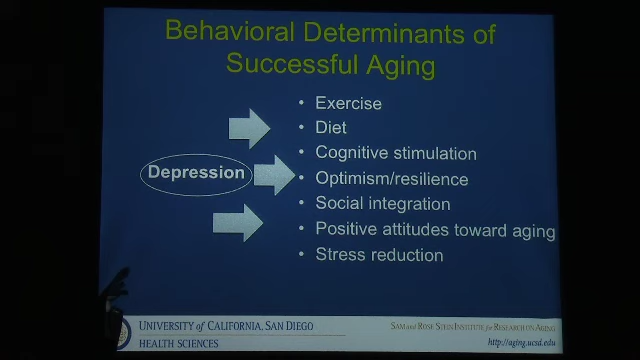 Behavioral Determinants of
Successful Aging
Depression
• Exercise
• Diet
• Cognitive stimulation
• Optimism/resilience
• Social integration
• Positive attitudes toward aging
• Stress reduction
UNIVERSITY OF CALIFORNIA, SAN DIEGO
HEALTH SCIENCES
SAM AND ROSE STEIN INSTITUTE for RESEARCH ON AGING
http://aging.ucsd.edu